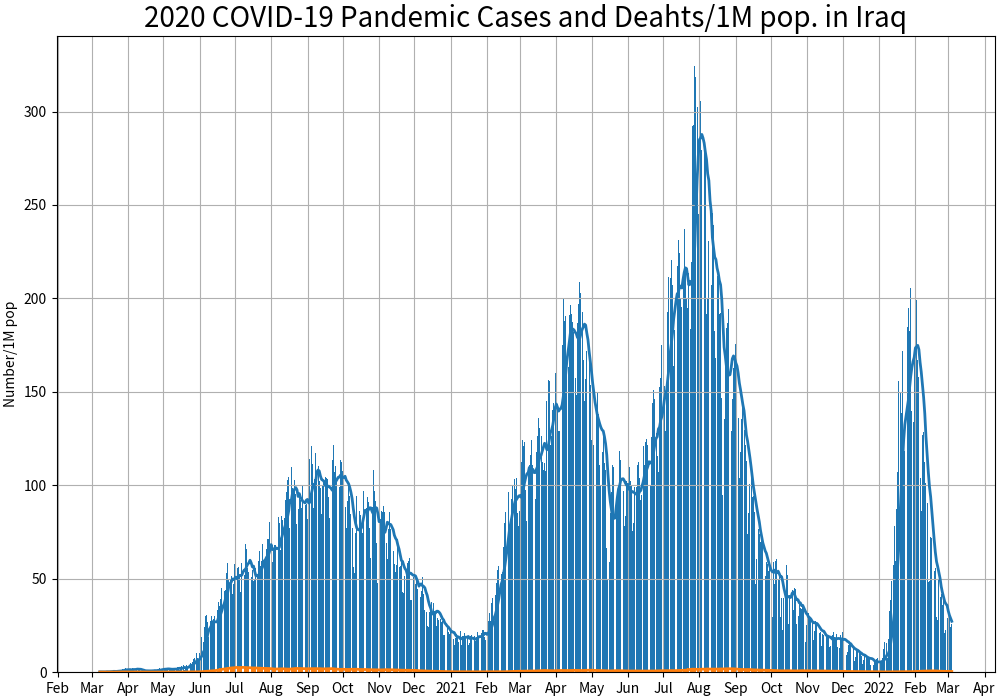 2020 COVID-19 Pandemic Cases and Deahts/1M pop. in Iraq
Number/1M pop
300
250
200
150
100
50
0
Feb Mar Apr May Jun Jul Aug Sep Oct Nov Dec 2021 Feb Mar Apr May Jun Jul Aug Sep Oct Nov Dec 2022 Feb Mar Apr